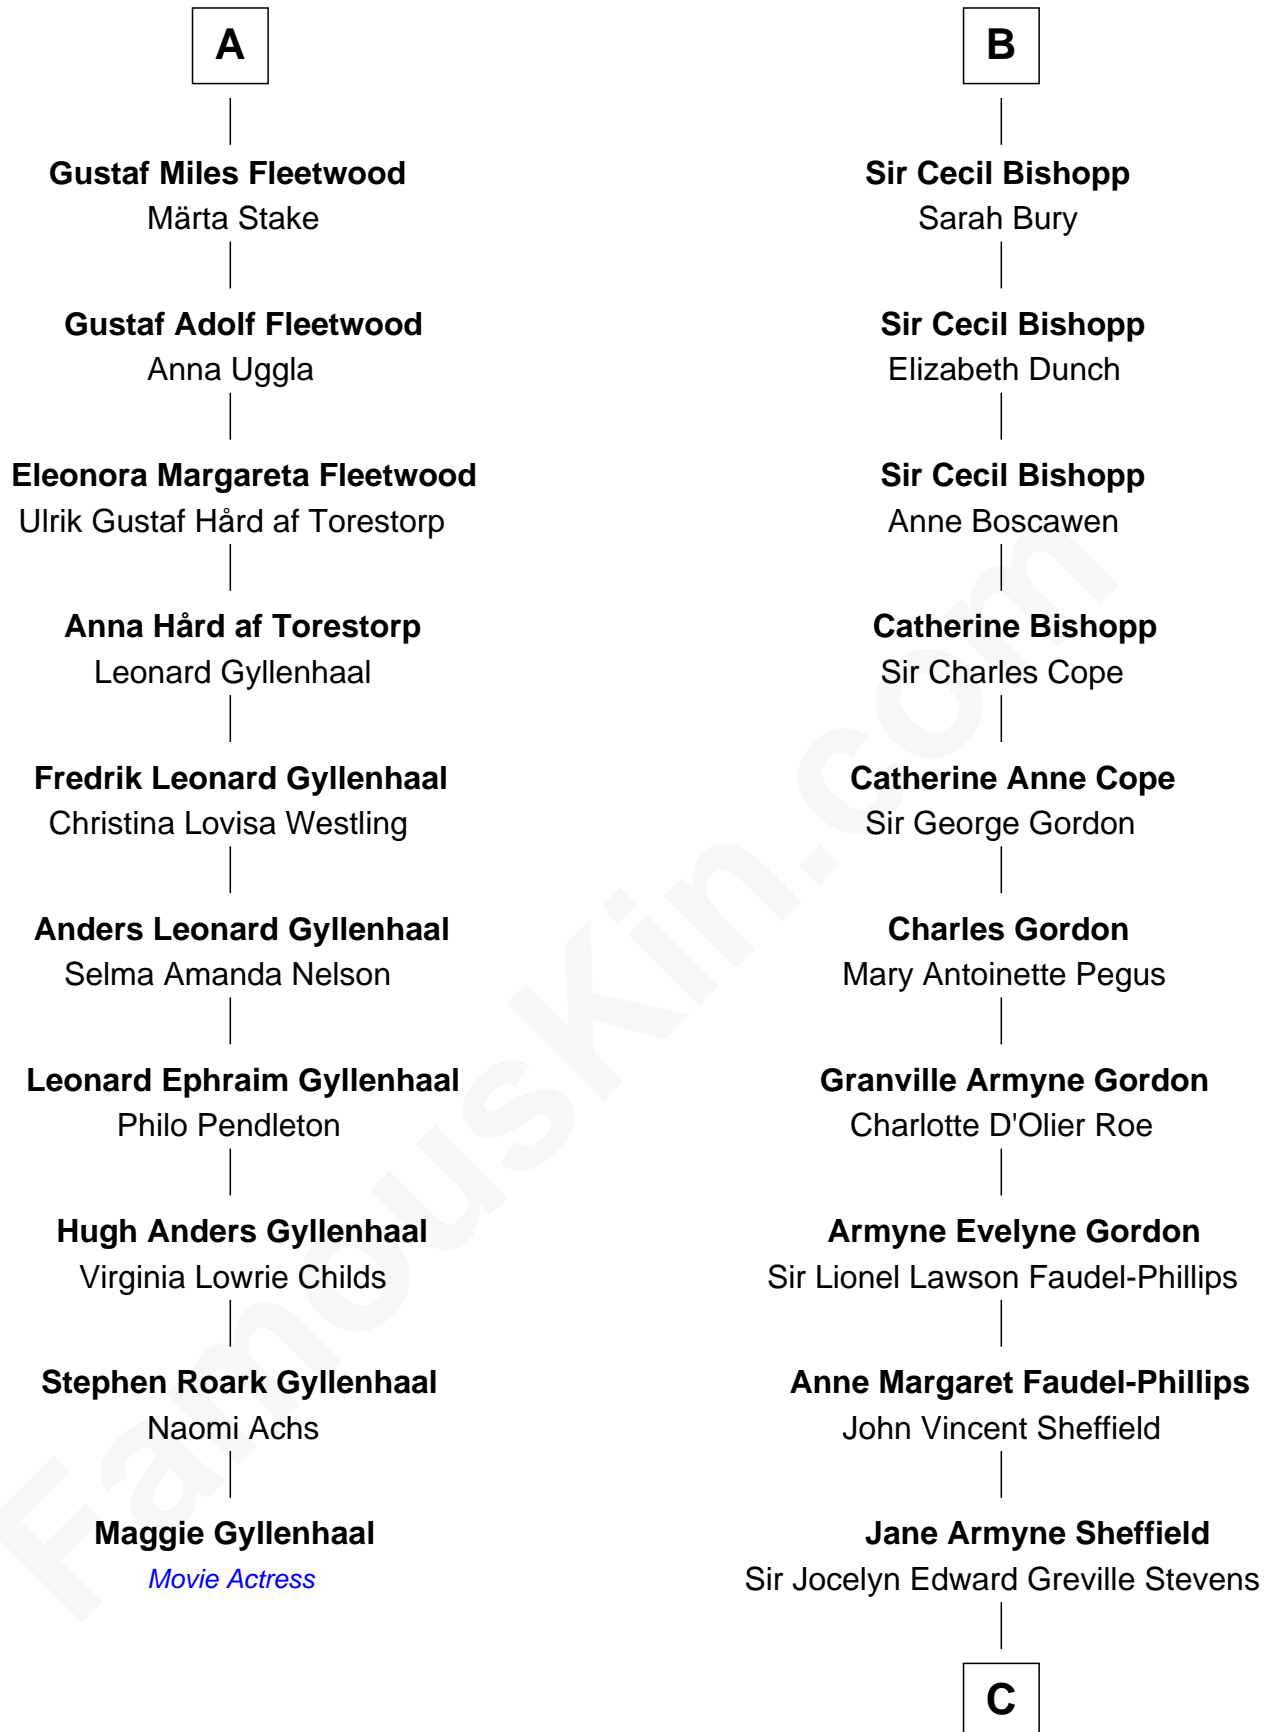 A
Gustaf Miles Fleetwood
Märta Stake
Gustaf Adolf Fleetwood
Anna Uggla
Eleonora Margareta Fleetwood
Ulrik Gustaf Hård af Torestorp
Anna Hård af Torestorp
Leonard Gyllenhaal
Fredrik Leonard Gyllenhaal
Christina Lovisa Westling
Anders Leonard Gyllenhaal
Selma Amanda Nelson
Leonard Ephraim Gyllenhaal
Philo Pendleton
Hugh Anders Gyllenhaal
Virginia Lowrie Childs
Stephen Roark Gyllenhaal
Naomi Achs
Maggie Gyllenhaal
Movie Actress
B
Sir Cecil Bishopp
Sarah Bury
Sir Cecil Bishopp
Elizabeth Dunch
Sir Cecil Bishopp
Anne Boscawen
Catherine Bishopp
Sir Charles Cope
Catherine Anne Cope
Sir George Gordon
Charles Gordon
Mary Antoinette Pegus
Granville Armyne Gordon
Charlotte D'Olier Roe
Armyne Evelyne Gordon
Sir Lionel Lawson Faudel-Phillips
Anne Margaret Faudel-Phillips
John Vincent Sheffield
Jane Armyne Sheffield
Sir Jocelyn Edward Greville Stevens
C
FamousKin.com